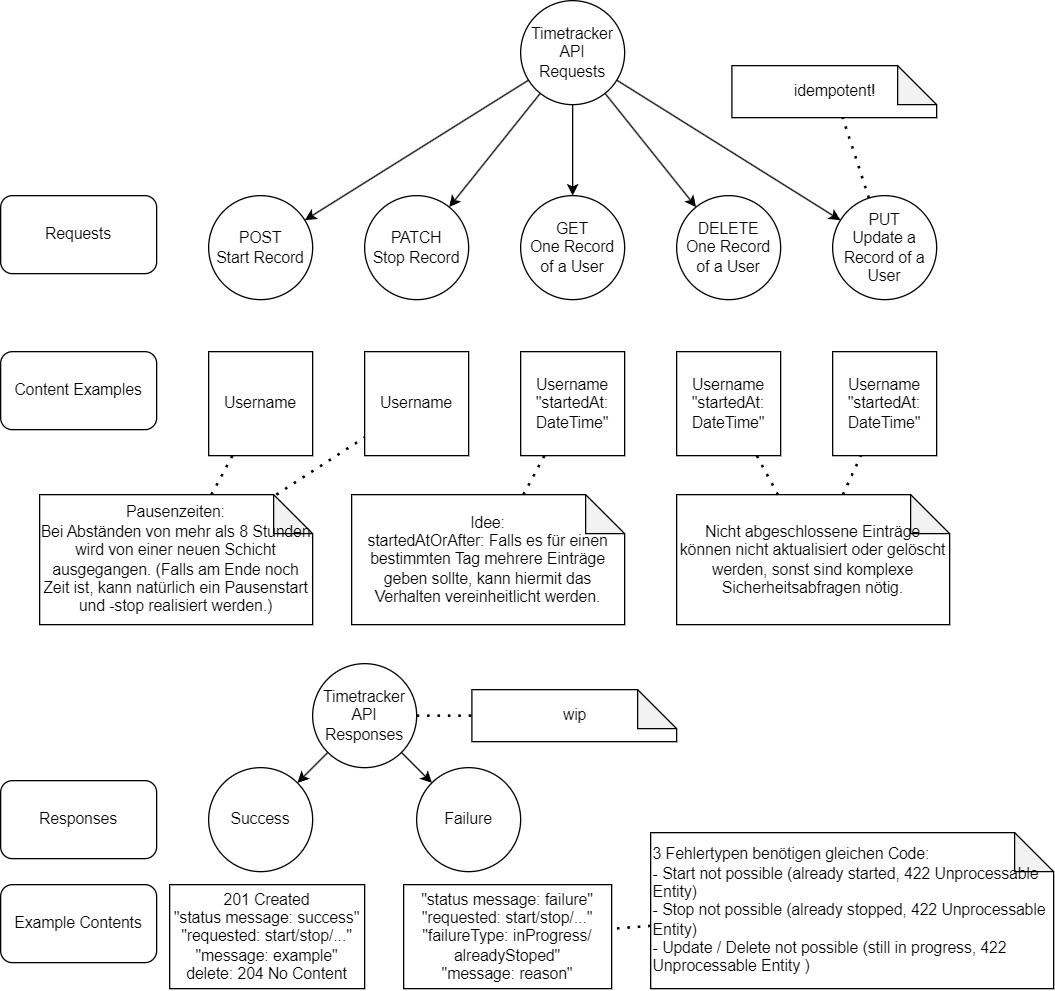 Timetracker
API
Requests
idempotent!
Requests
POST
Start Record
PATCH
Stop Record
GET
One Record
of a User
DELETE
One Record
of a User
PUT
Update a
Record of a
User
Content Examples
Username
Username
Username
"startedAt:
DateTime"
Username
"startedAt:
DateTime"
Username
"startedAt:
DateTime"
Pausenzeiten:
Bei Abständen von mehr als 8 Stunden
wird von einer neuen Schicht
ausgegangen. (Falls am Ende noch
Zeit ist, kann natürlich ein Pausenstart
und -stop realisiert werden.)
Idee:
startedAtOrAfter: Falls es für einen
bestimmten Tag mehrere Einträge
geben sollte, kann hiermit das
Verhalten vereinheitlicht werden.
Nicht abgeschlossene Einträge
können nicht aktualisiert oder gelöscht
werden, sonst sind komplexe
Sicherheitsabfragen nötig.
Timetracker
API
Responses
wip
Responses
Success
Failure
Example Contents
201 Created
"status message: success"
"requested: start/stop/..."
"message: example"
delete: 204 No Content
"status message: failure"
"requested: start/stop/..."
"failureType: inProgress/
alreadyStoped"
"message: reason"
3 Fehlertypen benötigen gleichen Code:
- Start not possible (already started, 422 Unprocessable
Entity)
- Stop not possible (already stopped, 422 Unprocessable
Entity)
- Update / Delete not possible (still in progress, 422
Unprocessable Entity )